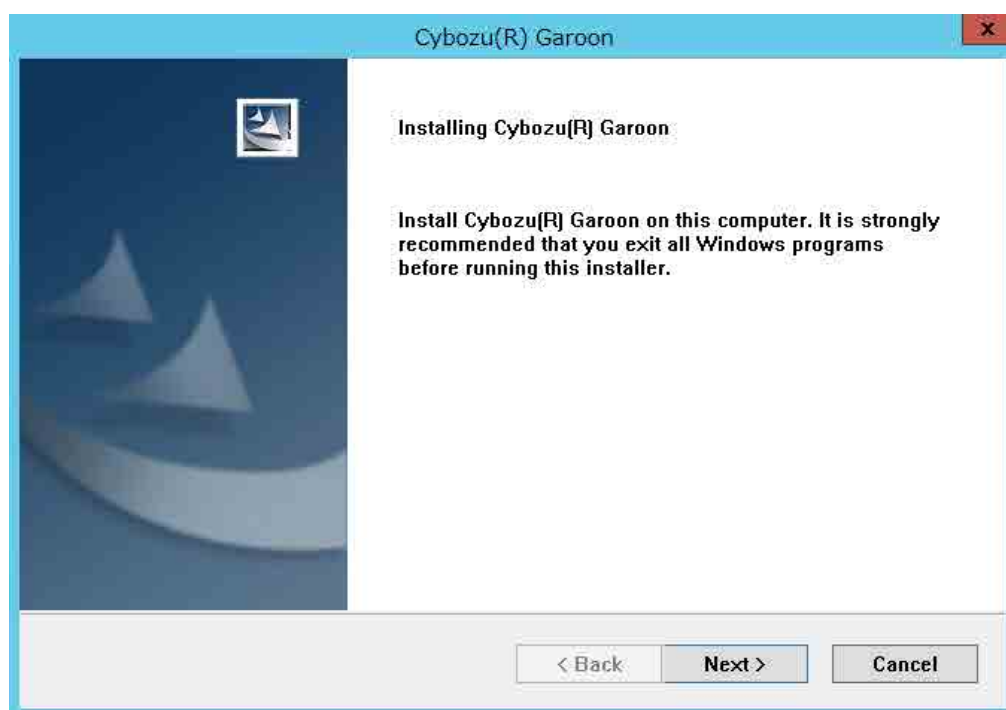 Cybozu(R) Garoon
x
Installing Cybozu(R) Garoon
Install Cybozu(R) Garoon on this computer. It is strongly
recommended that you exit all Windows programs
before running this installer.
< Back
Next >
Cancel